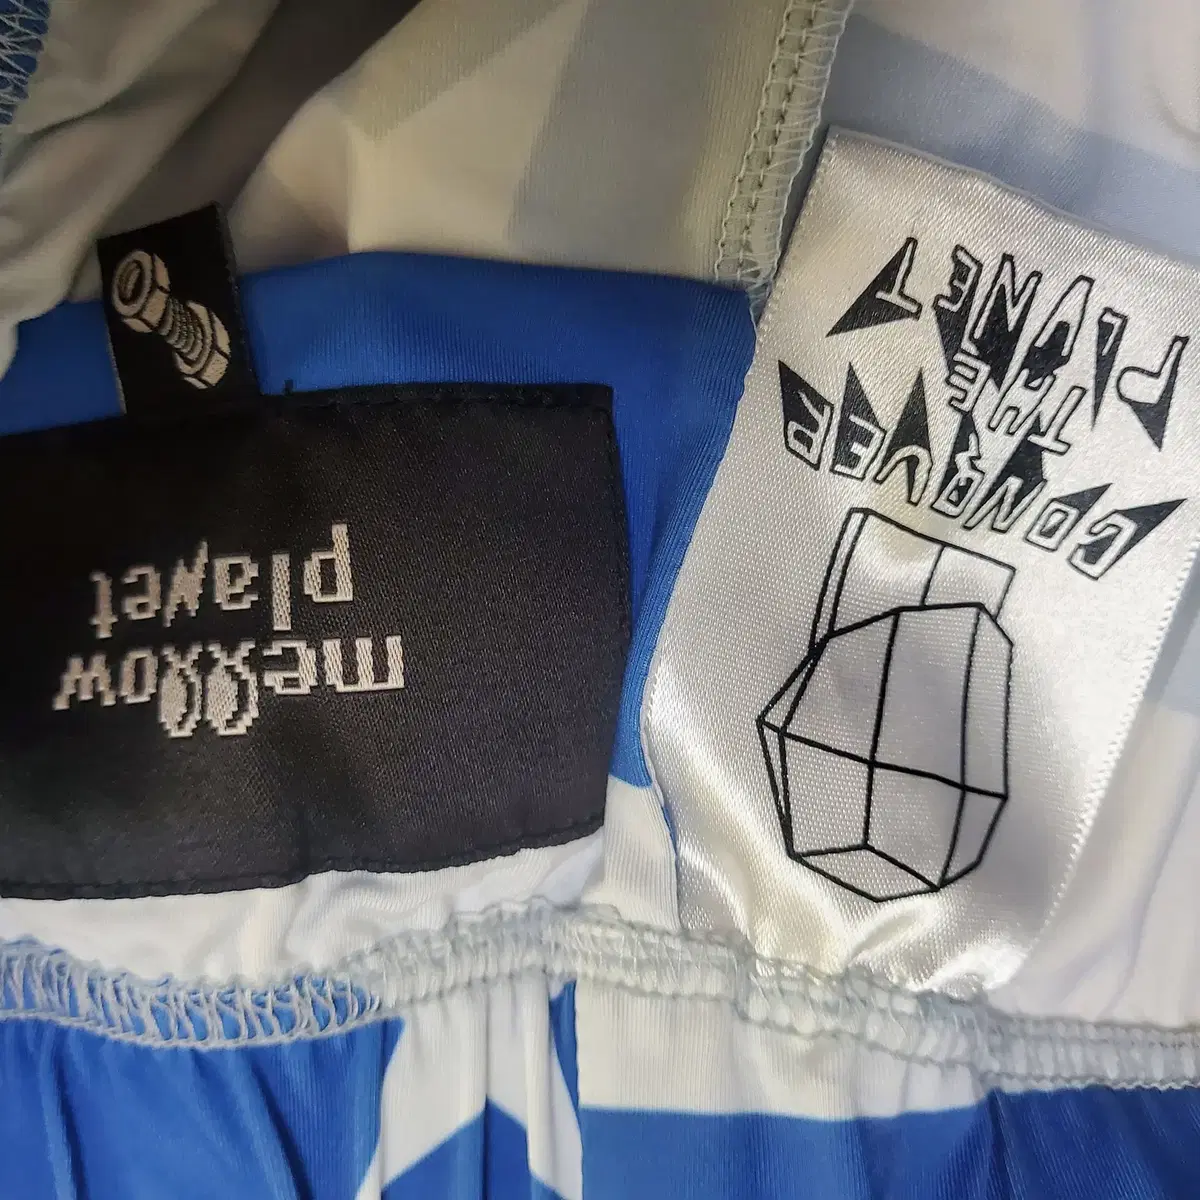 mellow
planet
CONQUER
THE
PLANET